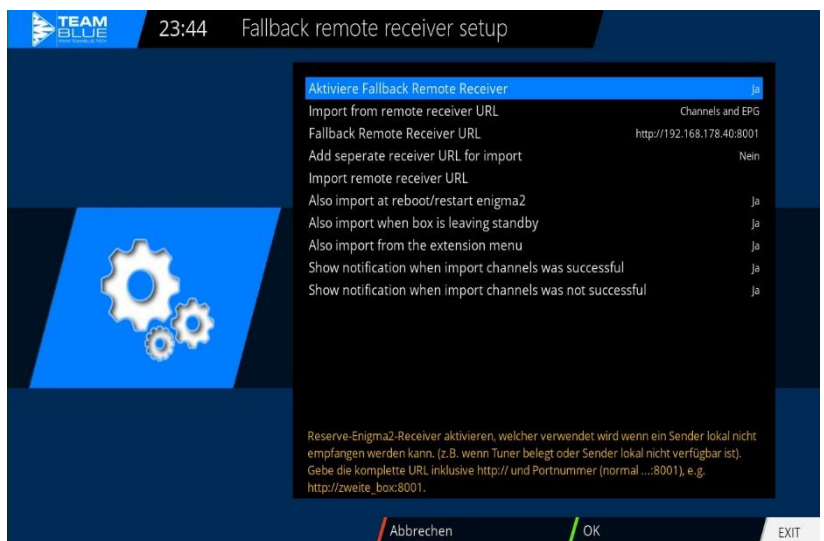 TEAM
BLUE
23:44
Fallback remote receiver setup
Aktiviere Fallback Remote Receiver Ja
Import from remote receiver URL Channels and EPG
Fallback Remote Receiver URL http://192.168.178.40:8001
Add seperate receiver URL for import Nein
Import remote receiver URL
Also import at reboot/restart enigma2 Ja
Also import when box is leaving standby Ja
Also import from the extension menu Ja
Show notification when import channels was successful Ja
Show notification when import channels was not successful Ja
Reserve-Enigma2-Receiver aktivieren, welcher verwendet wird wenn ein Sender lokal nicht
empfangen werden kann. (z.B. wenn Tuner belegt oder Sender lokal nicht verfügbar ist).
Gebe die komplette URL inklusive http:// und Portnummer (normal ...:8001), e.g.
http://zweite_box:8001.
Abbrechen
OK
EXIT